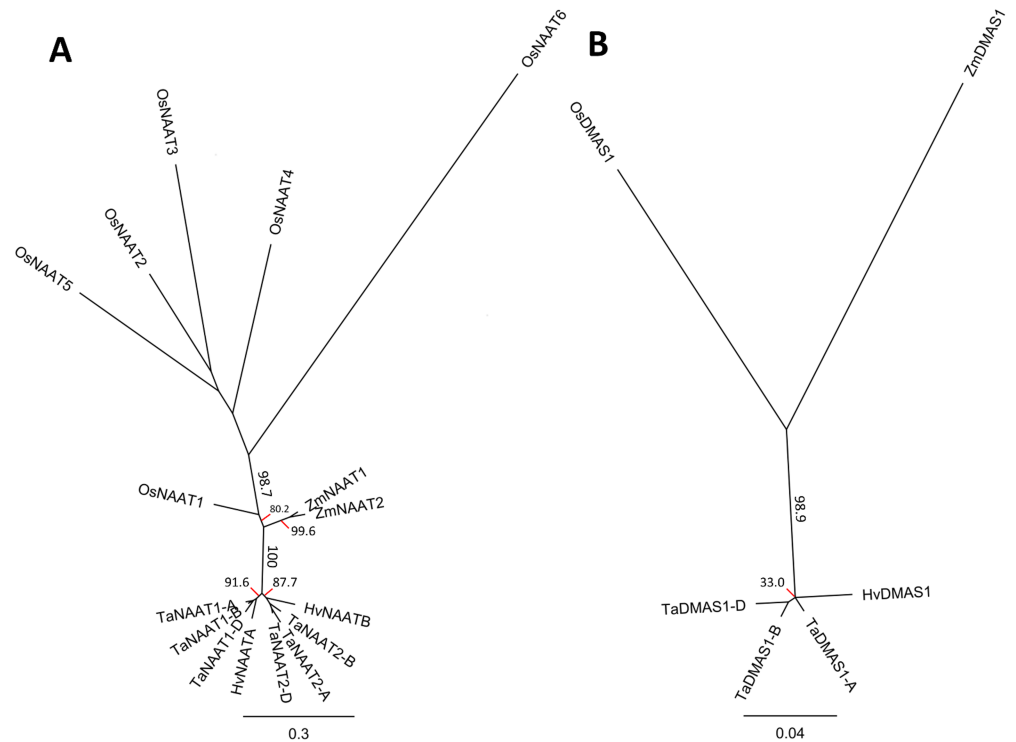 A
OsNAAT6
OsNAAT3
OsNAAT4
OsNAAT2
OsNAAT5
98.7
OsNAAT1
80.2
ZmNAAT1
ZmNAAT2
99.6
100
91.6
87.7
TaNAAT1-A
TaNAAT1-B
TaNAAT1-D
HvNAATA
TaNAAT2-D
TaNAAT2-A
TaNAAT2-B
HvNAATB
0.3
B
ZmDMAS1
OsDMAS1
98.9
33.0
TaDMAS1-D
HvDMAS1
TaDMAS1-B
TaDMAS1-A
0.04